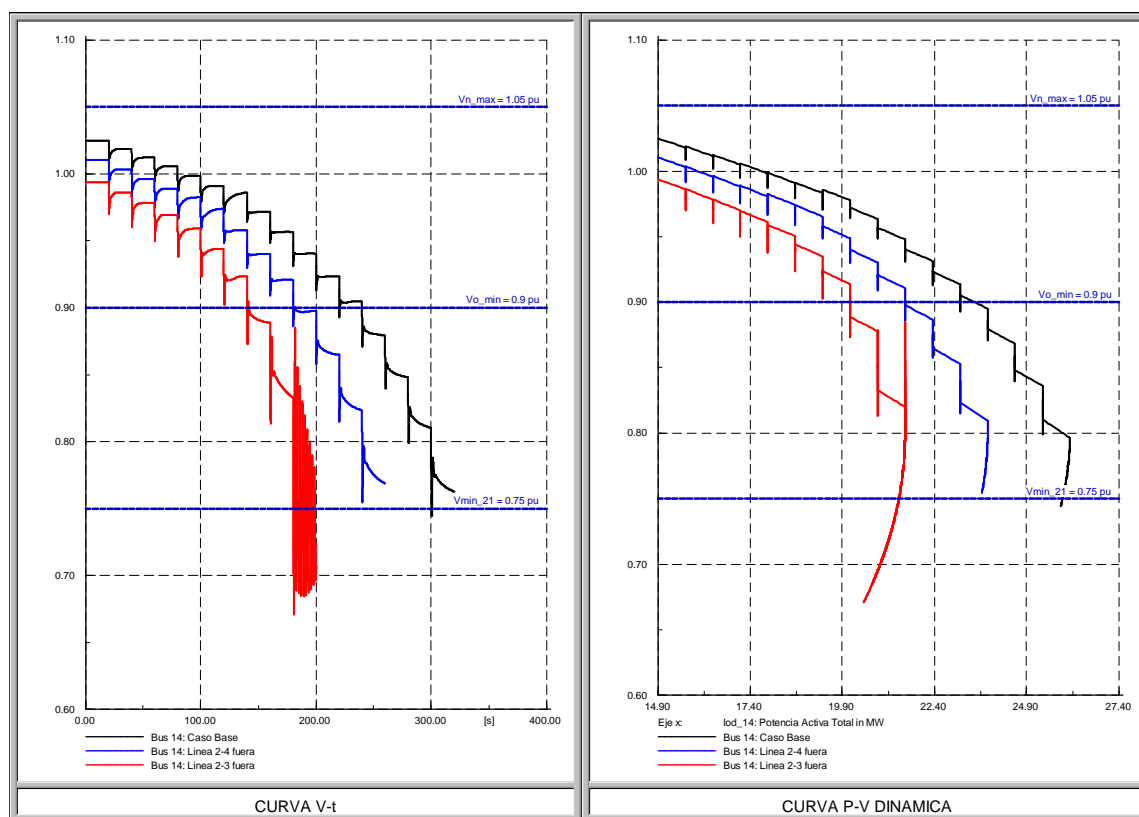 1.10
1.00
0.90
0.80
0.70
0.60
0.00
100.00
200.00
[s]
300.00
400.00
Vn_max = 1.05 pu
Vo_min = 0.9 pu
Vmin_21 = 0.75 pu
Bus 14: Caso Base
Bus 14: Linea 2-4 fuera
Bus 14: Linea 2-3 fuera
CURVA V-t
1.10
1.00
0.90
0.80
0.70
0.60
14.90
17.40
19.90
22.40
24.90
27.40
Vn_max = 1.05 pu
Vo_min = 0.9 pu
Vmin_21 = 0.75 pu
Eje x: lod_14: Potencia Activa Total in MW
Bus 14: Caso Base
Bus 14: Linea 2-4 fuera
Bus 14: Linea 2-3 fuera
CURVA P-V DINAMICA